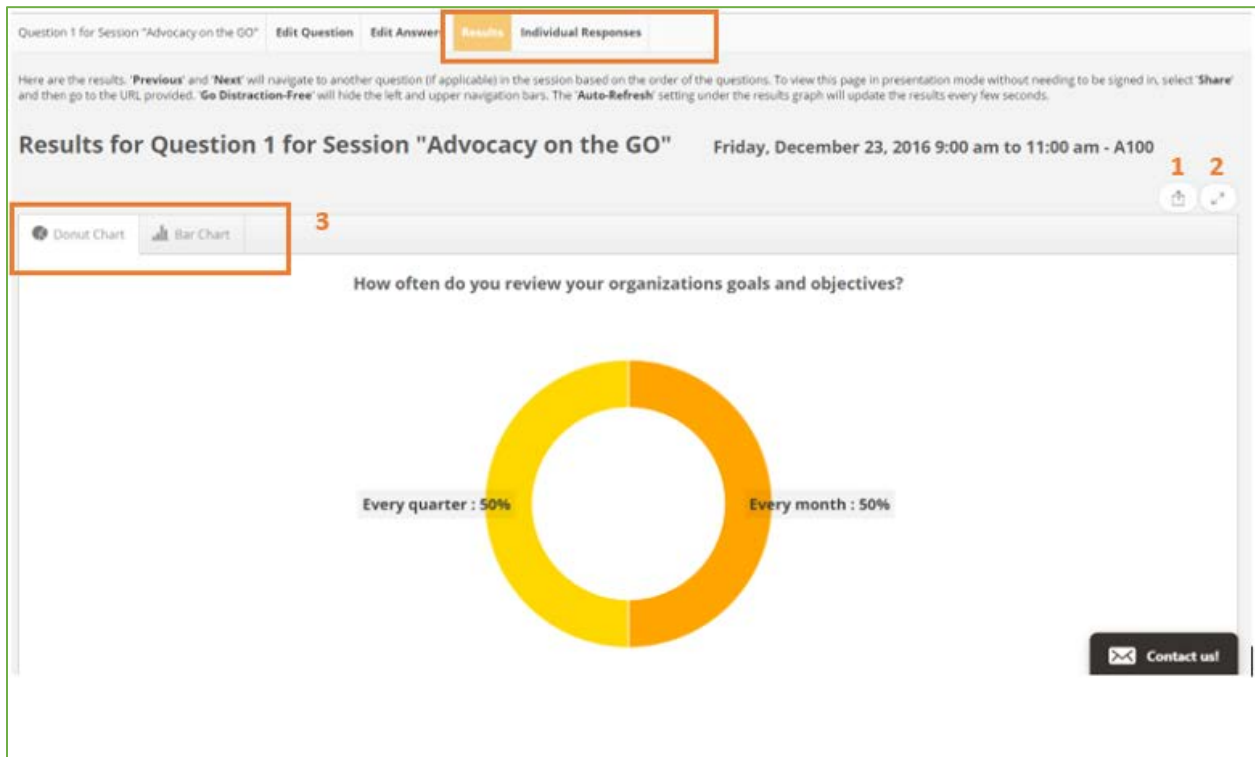 Question 1 for Session "Advocacy on the GO" Edit Question Edit Answer Results Individual Responses
Here are the results. 'Previous' and 'Next' will navigate to another question (if applicable) in the session based on the order of the questions. To view this page in presentation mode without needing to be signed in, select 'Share'
and then go to the URL provided. 'Go Distraction-Free' will hide the left and upper navigation bars. The 'Auto-Refresh' setting under the results graph will update the results every few seconds.
Results for Question 1 for Session "Advocacy on the GO" Friday, December 23, 2016 9:00 am to 11:00 am - A100
1 2
Donut Chart Bar Chart 3
How often do you review your organizations goals and objectives?
Every quarter : 50% Every month : 50%
Contact us!